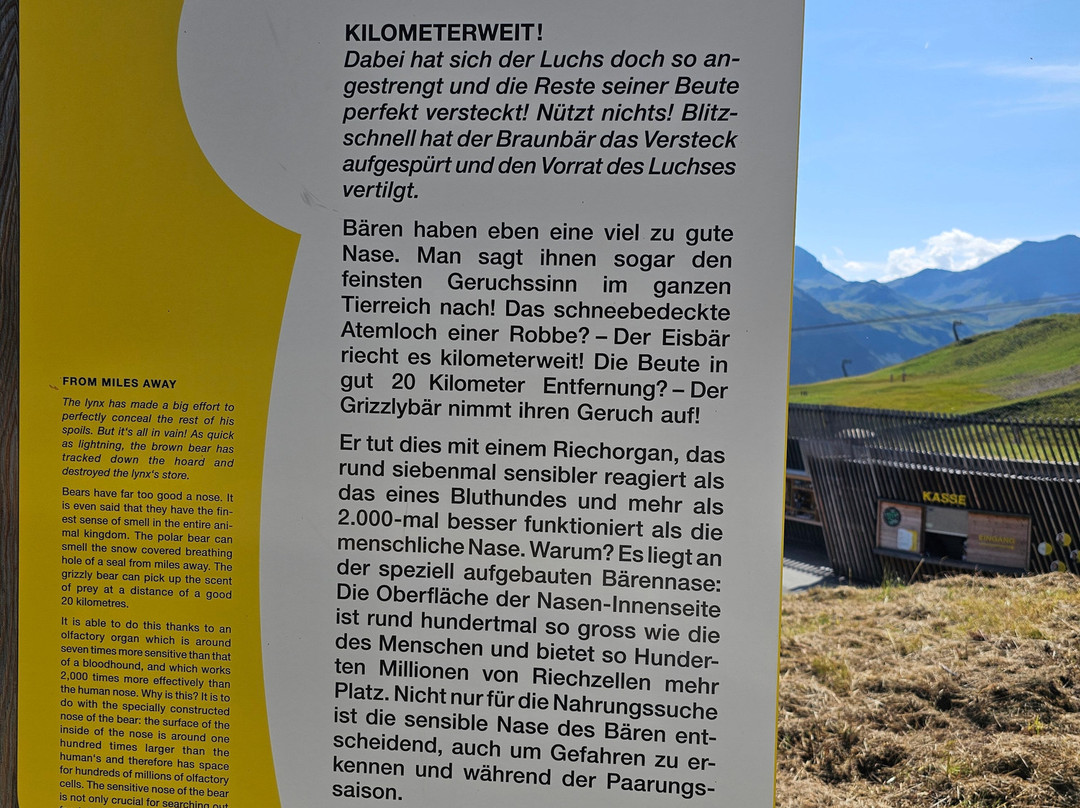 KILOMETERWEIT!
Dabei hat sich der Luchs doch so an-
gestrengt und die Reste seiner Beute
perfekt versteckt! Nützt nichts! Blitz-
schnell hat der Braunbär das Versteck
aufgespürt und den Vorrat des Luchses
vertilgt.
Bären haben eben eine viel zu gute
Nase. Man sagt ihnen sogar den
feinsten Geruchssinn im ganzen
Tierreich nach! Das schneebedeckte
Atemloch einer Robbe? – Der Eisbär
riecht es kilometerweit! Die Beute in
gut 20 Kilometer Entfernung? – Der
Grizzlybär nimmt ihren Geruch auf!
Er tut dies mit einem Riechorgan, das
rund siebenmal sensibler reagiert als
das eines Bluthundes und mehr als
2.000-mal besser funktioniert als die
menschliche Nase. Warum? Es liegt an
der speziell aufgebauten Bärennase:
Die Oberfläche der Nasen-Innenseite
ist rund hundertmal so gross wie die
des Menschen und bietet so Hunder-
ten Millionen von Riechzellen mehr
Platz. Nicht nur für die Nahrungssuche
ist die sensible Nase des Bären ent-
scheidend, auch um Gefahren zu er-
kennen und während der Paarungs-
saison.
FROM MILES AWAY
The lynx has made a big effort to
perfectly conceal the rest of his
spoils. But it's all in vain! As quick
as lightning, the brown bear has
tracked down the hoard and
destroyed the lynx's store.
Bears have far too good a nose. It
is even said that they have the fin-
est sense of smell in the entire ani-
mal kingdom. The polar bear can
smell the snow covered breathing
hole of a seal from miles away. The
grizzly bear can pick up the scent
of prey at a distance of a good
20 kilometres.
It is able to do this thanks to an
olfactory organ which is around
seven times more sensitive than that
of a bloodhound, and which works
2,000 times more effectively than
the human nose. Why is this? It is to
do with the specially constructed
nose of the bear: the surface of the
inside of the nose is around one
hundred times larger than the
human's and therefore has space
for hundreds of millions of olfactory
cells. The sensitive nose of the bear
is not only crucial for searching out
KASSE
EINGANG